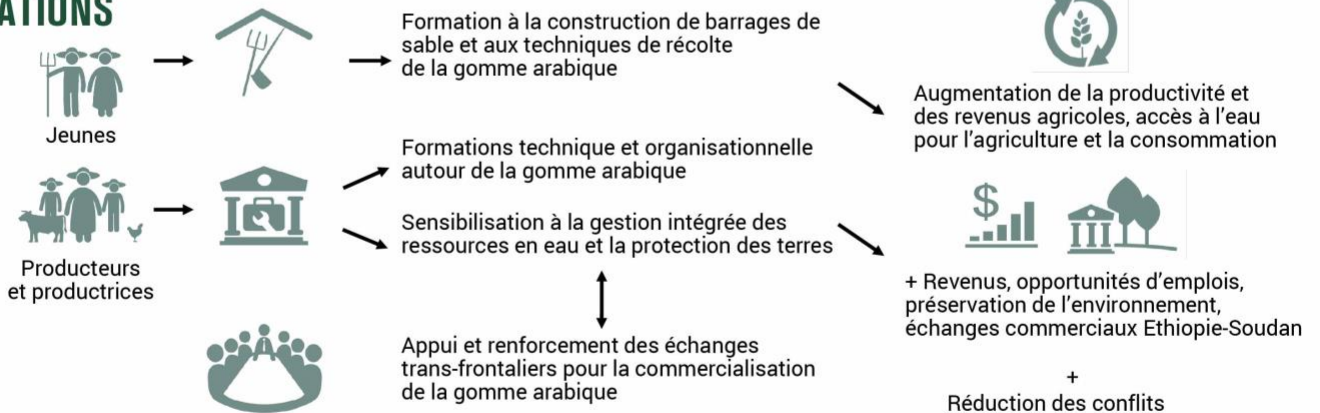 ATIONS
Jeunes
Formation à la construction de barrages de
sable et aux techniques de récolte
de la gomme arabique
Augmentation de la productivité et
des revenus agricoles, accès à l'eau
pour l'agriculture et la consommation
Producteurs
et productrices
Formations technique et organisationnelle
autour de la gomme arabique
Sensibilisation à la gestion intégrée des
ressources en eau et la protection des terres
$
+ Revenus, opportunités d'emplois,
préservation de l'environnement,
échanges commerciaux Ethiopie-Soudan
Appui et renforcement des échanges
trans-frontaliers pour la commercialisation
de la gomme arabique
+
Réduction des conflits